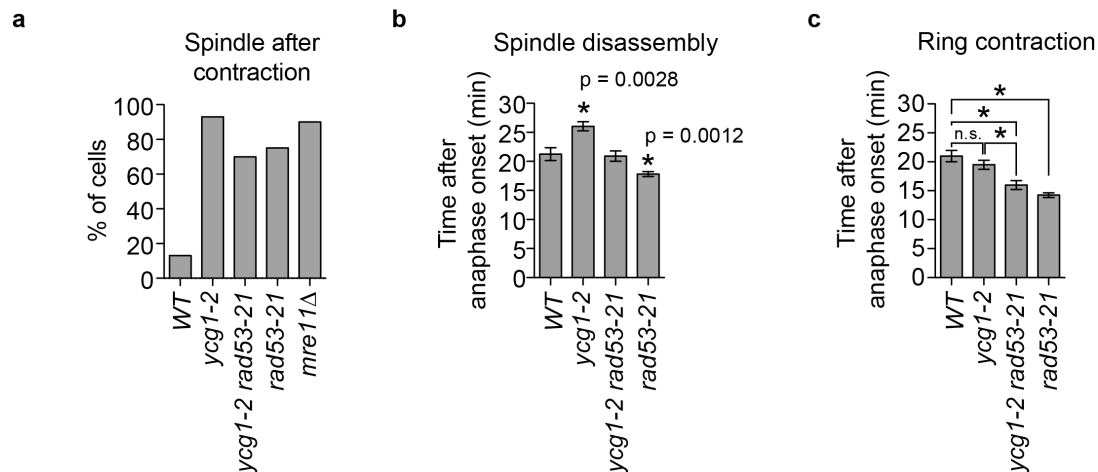 a
Spindle after
contraction
% of cells
100
80
60
40
20
0
WT
ycg1-2
ycg1-2 rad53-21
rad53-21
mre11Δ
b
Spindle disassembly
p = 0.0028
p = 0.0012
*
*
Time after
anaphase onset (min)
30
25
20
15
10
5
0
WT
ycg1-2
ycg1-2 rad53-21
rad53-21
c
Ring contraction
*
*
n.s.
*
Time after
anaphase onset (min)
30
25
20
15
10
5
0
WT
ycg1-2
ycg1-2 rad53-21
rad53-21